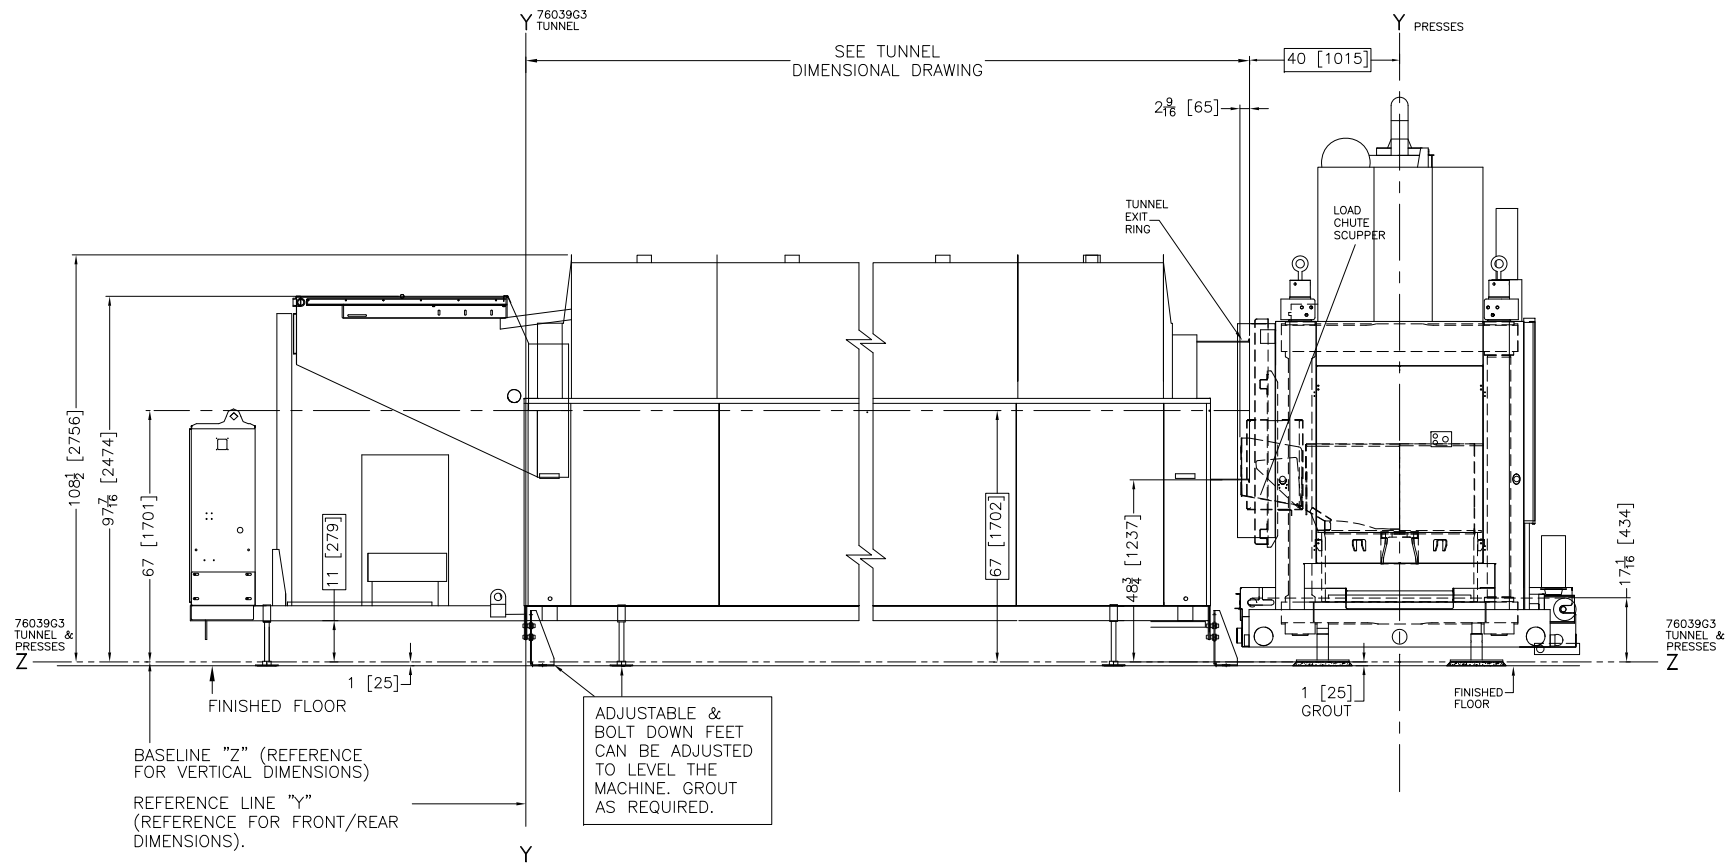 Y 76039G3
TUNNEL
Y PRESSES
SEE TUNNEL
DIMENSIONAL DRAWING
40 [1015]
2 9/16 [65]
TUNNEL
EXIT
RING
LOAD
CHUTE
SCUPPER
108 1/2 [2756]
97 7/16 [2474]
67 [1701]
11 [279]
67 [1702]
48 3/4 [1237]
17 1/16 [434]
76039G3
TUNNEL &
PRESSES
Z
76039G3
TUNNEL &
PRESSES
Z
1 [25]
FINISHED FLOOR
1 [25]
GROUT
FINISHED
FLOOR
ADJUSTABLE &
BOLT DOWN FEET
CAN BE ADJUSTED
TO LEVEL THE
MACHINE. GROUT
AS REQUIRED.
BASELINE "Z" (REFERENCE
FOR VERTICAL DIMENSIONS)
REFERENCE LINE "Y"
(REFERENCE FOR FRONT/REAR
DIMENSIONS).
Y